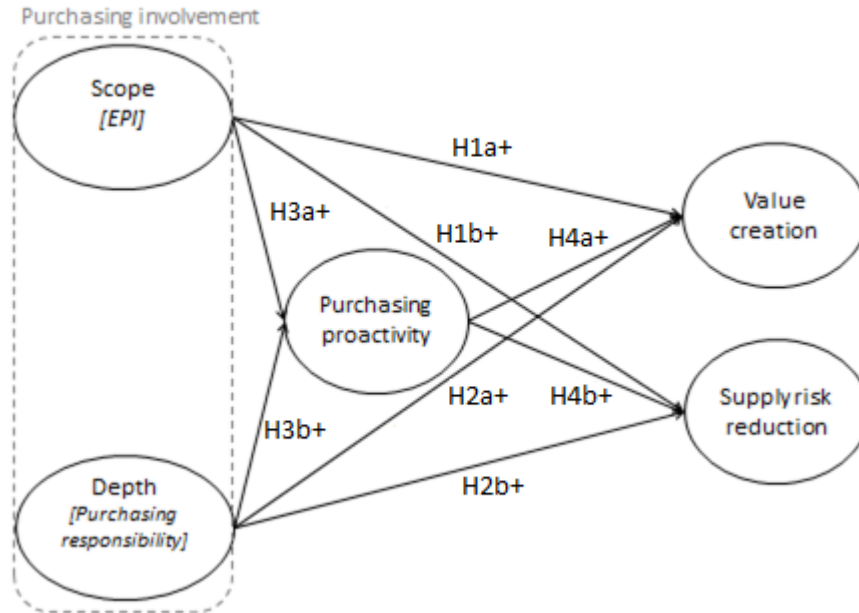 Purchasing involvement
Scope
[EPI]
H1a+
H3a+
H1b+
H4a+
Value
creation
Purchasing
proactivity
H2a+
H4b+
Supply risk
reduction
H3b+
Depth
[Purchasing
responsibility]
H2b+